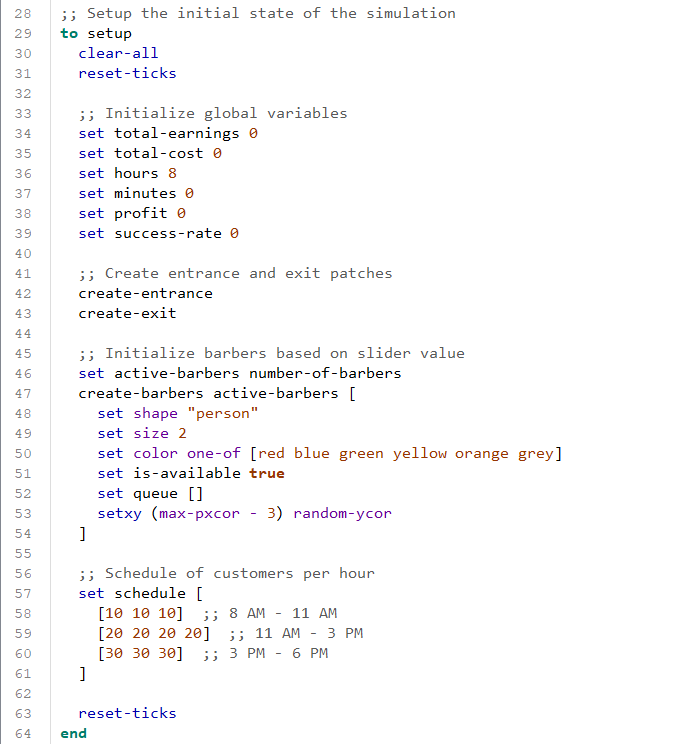 28 ;; Setup the initial state of the simulation
29 to setup
30 clear-all
31 reset-ticks
32
33 ;; Initialize global variables
34 set total-earnings 0
35 set total-cost 0
36 set hours 8
37 set minutes 0
38 set profit 0
39 set success-rate 0
40
41 ;; Create entrance and exit patches
42 create-entrance
43 create-exit
44
45 ;; Initialize barbers based on slider value
46 set active-barbers number-of-barbers
47 create-barbers active-barbers [
48 set shape "person"
49 set size 2
50 set color one-of [red blue green yellow orange grey]
51 set is-available true
52 set queue []
53 setxy (max-pxcor - 3) random-ycor
54 ]
55
56 ;; Schedule of customers per hour
57 set schedule [
58 [10 10 10] ;; 8 AM - 11 AM
59 [20 20 20 20] ;; 11 AM - 3 PM
60 [30 30 30] ;; 3 PM - 6 PM
61 ]
62
63 reset-ticks
64 end